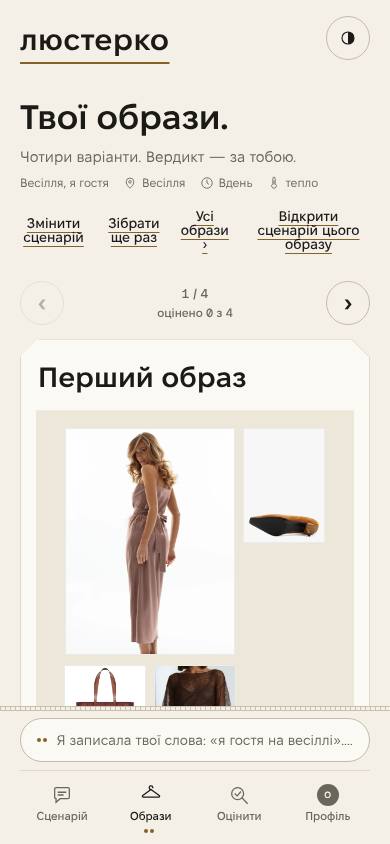 люстерко
Твої образи.
Чотири варіанти. Вердикт — за тобою.
Весілля, я гостя Весілля Вдень тепло
Змінити
сценарій
Зібрати
ще раз
Усі
образи
›
Відкрити
сценарій цього
образу
‹ 1 / 4 ›
оцінено 0 з 4
Перший образ
Я записала твої слова: «я гостя на весіллі»....
Сценарій Образи Оцінити О Профіль